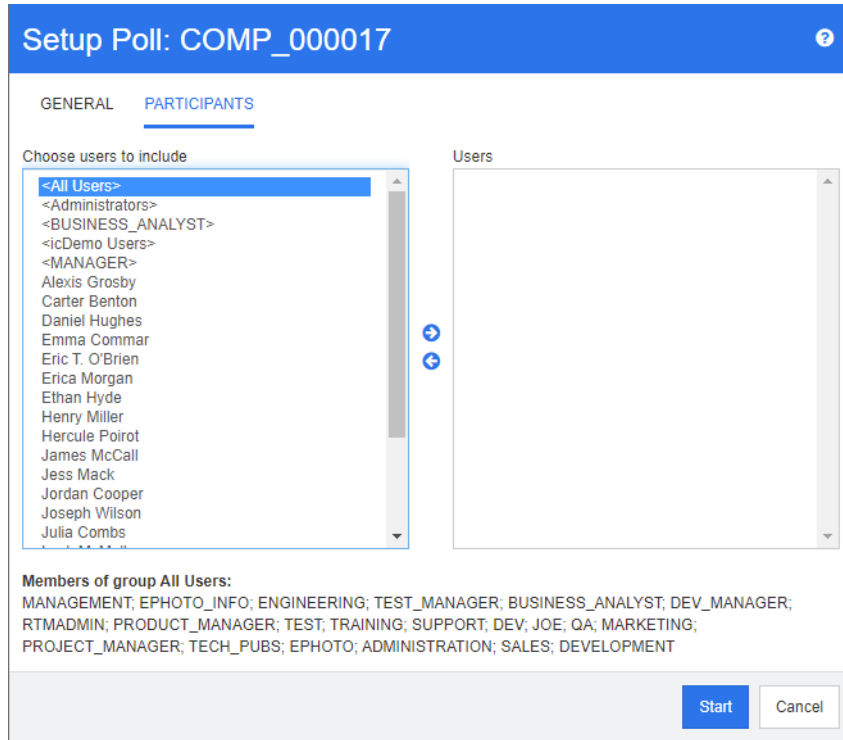 Setup Poll: COMP_000017
?
GENERAL PARTICIPANTS
Choose users to include
Users
<All Users>
<Administrators>
<BUSINESS_ANALYST>
<icDemo Users>
<MANAGER>
Alexis Grosby
Carter Benton
Daniel Hughes
Emma Commar
Eric T. O'Brien
Erica Morgan
Ethan Hyde
Henry Miller
Hercule Poirot
James McCall
Jess Mack
Jordan Cooper
Joseph Wilson
Julia Combs
Members of group All Users:
MANAGEMENT; EPHOTO_INFO; ENGINEERING; TEST_MANAGER; BUSINESS_ANALYST; DEV_MANAGER;
RTMADMIN; PRODUCT_MANAGER; TEST; TRAINING; SUPPORT; DEV; JOE; QA; MARKETING;
PROJECT_MANAGER; TECH_PUBS; EPHOTO; ADMINISTRATION; SALES; DEVELOPMENT
Start Cancel